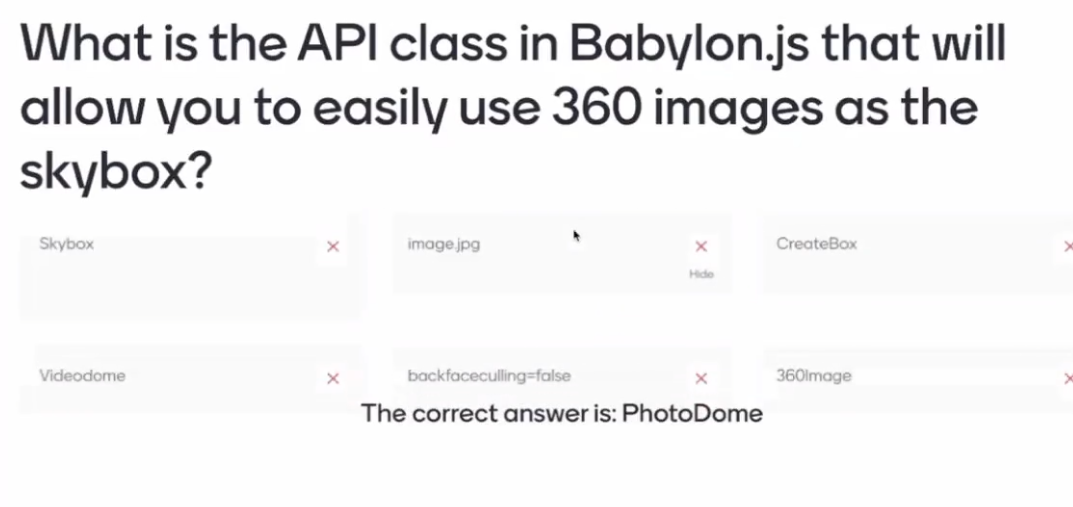 What is the API class in Babylon.js that will
allow you to easily use 360 images as the
skybox?
Skybox
image.jpg
CreateBox
Hide
Videodome
backfaceculling=false
360Image
The correct answer is: PhotoDome